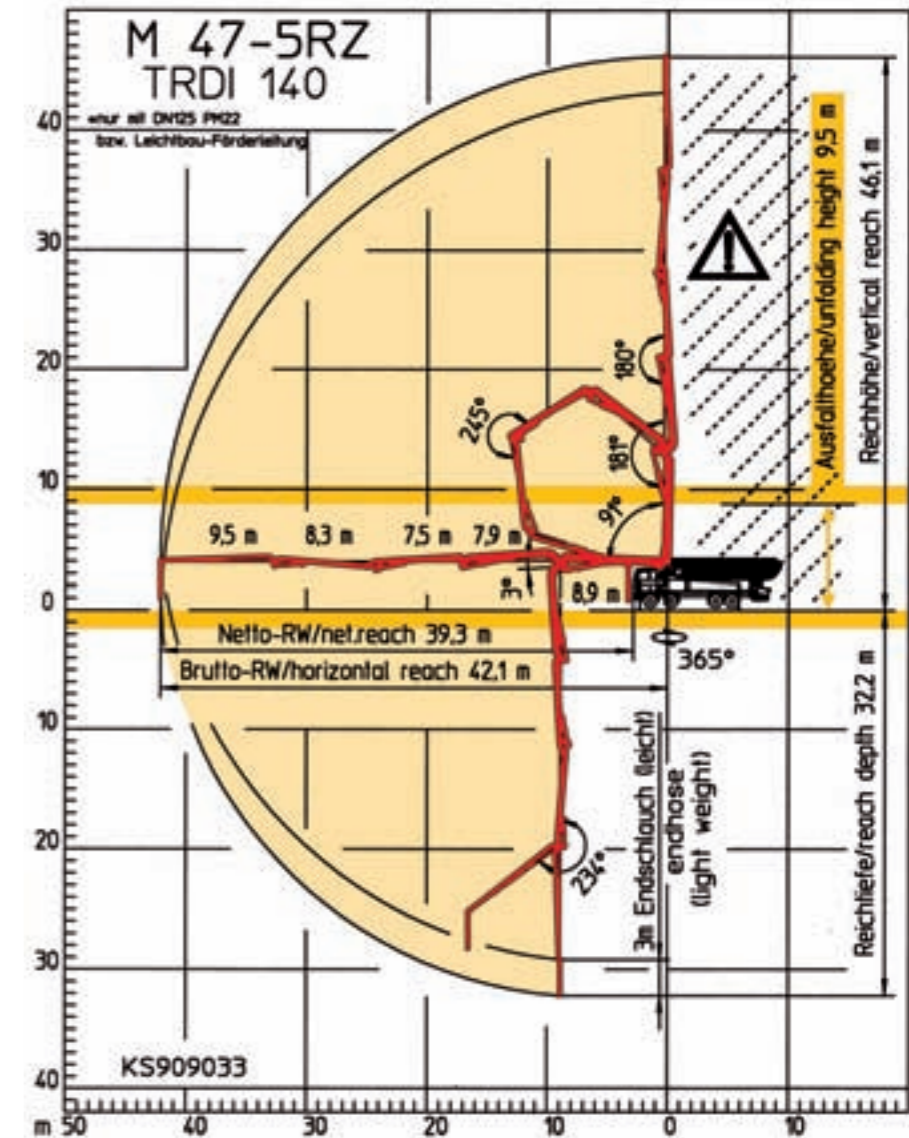 M 47-5RZ
TRDI 140
*nur mit DN125 PM22
bzw. Leichtbau-Förderleitung
40
30
20
10
0
10
20
30
40
m 50 40 30 20 10 0 10
180°
245°
181°
91°
9,5 m 8,3 m 7,5 m 7,9 m
8,9 m
Netto-RW/net.reach 39.3 m
Brutto-RW/horizontal reach 42,1 m
365°
234°
3m Endschlauch (leicht)
endhose
(light weight)
Ausfalthoehe/unfolding height 9,5 m
Reichhöhe/vertical reach 46,1 m
Reichtiefe/reach depth 32,2 m
KS909033